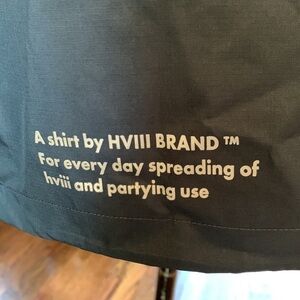 A shirt by HVIII BRAND ™
For every day spreading of
hviii and partying use